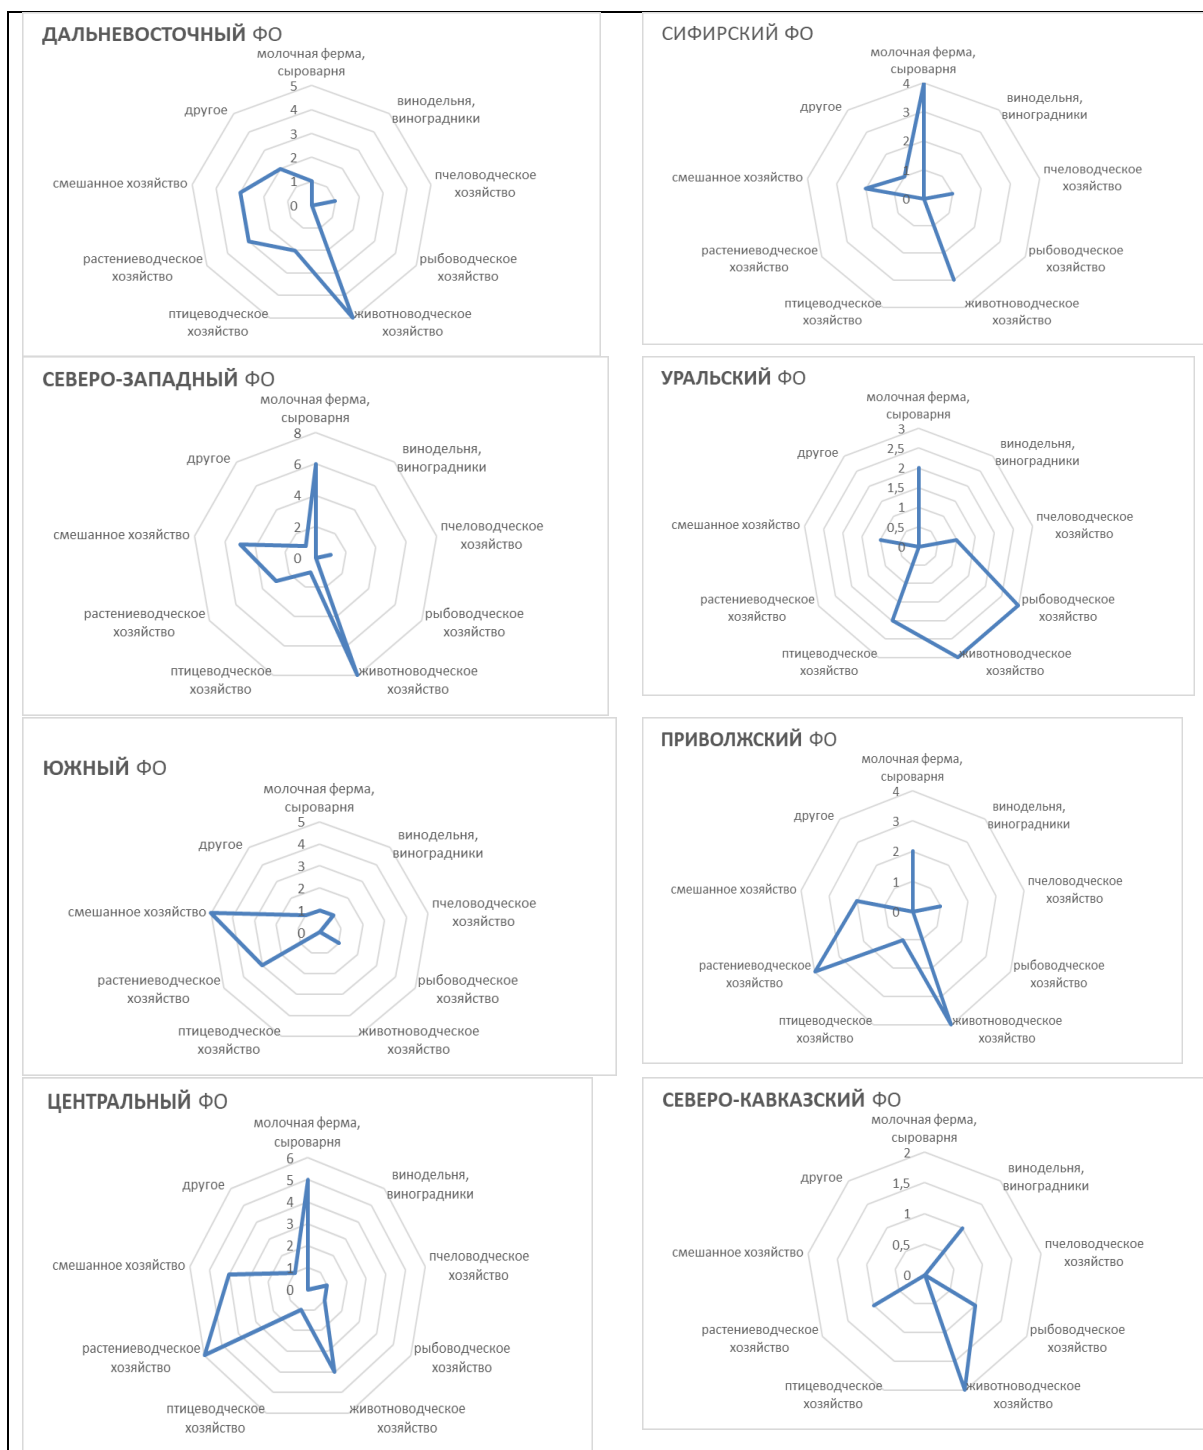 ДАЛЬНЕВОСТОЧНЫЙ ФО
молочная ферма,
сыроварня
винодельня,
виноградники
пчеловодческое
хозяйство
рыбоводческое
хозяйство
животноводческое
хозяйство
птицеводческое
хозяйство
растениеводческое
хозяйство
смешанное хозяйство
другое
5
4
3
2
1
0
СИФИРСКИЙ ФО
молочная ферма,
сыроварня
винодельня,
виноградники
пчеловодческое
хозяйство
рыбоводческое
хозяйство
животноводческое
хозяйство
птицеводческое
хозяйство
растениеводческое
хозяйство
смешанное хозяйство
другое
4
3
2
1
0
СЕВЕРО-ЗАПАДНЫЙ ФО
молочная ферма,
сыроварня
винодельня,
виноградники
пчеловодческое
хозяйство
рыбоводческое
хозяйство
животноводческое
хозяйство
птицеводческое
хозяйство
растениеводческое
хозяйство
смешанное хозяйство
другое
8
6
4
2
0
УРАЛЬСКИЙ ФО
молочная ферма,
сыроварня
винодельня,
виноградники
пчеловодческое
хозяйство
рыбоводческое
хозяйство
животноводческое
хозяйство
птицеводческое
хозяйство
растениеводческое
хозяйство
смешанное хозяйство
другое
3
2,5
2
1,5
1
0,5
0
ЮЖНЫЙ ФО
молочная ферма,
сыроварня
винодельня,
виноградники
пчеловодческое
хозяйство
рыбоводческое
хозяйство
животноводческое
хозяйство
птицеводческое
хозяйство
растениеводческое
хозяйство
смешанное хозяйство
другое
5
4
3
2
1
0
ПРИВОЛЖСКИЙ ФО
молочная ферма,
сыроварня
винодельня,
виноградники
пчеловодческое
хозяйство
рыбоводческое
хозяйство
животноводческое
хозяйство
птицеводческое
хозяйство
растениеводческое
хозяйство
смешанное хозяйство
другое
4
3
2
1
0
ЦЕНТРАЛЬНЫЙ ФО
молочная ферма,
сыроварня
винодельня,
виноградники
пчеловодческое
хозяйство
рыбоводческое
хозяйство
животноводческое
хозяйство
птицеводческое
хозяйство
растениеводческое
хозяйство
смешанное хозяйство
другое
6
5
4
3
2
1
0
СЕВЕРО-КАВКАЗСКИЙ ФО
молочная ферма,
сыроварня
винодельня,
виноградники
пчеловодческое
хозяйство
рыбоводческое
хозяйство
животноводческое
хозяйство
птицеводческое
хозяйство
растениеводческое
хозяйство
смешанное хозяйство
другое
2
1,5
1
0,5
0